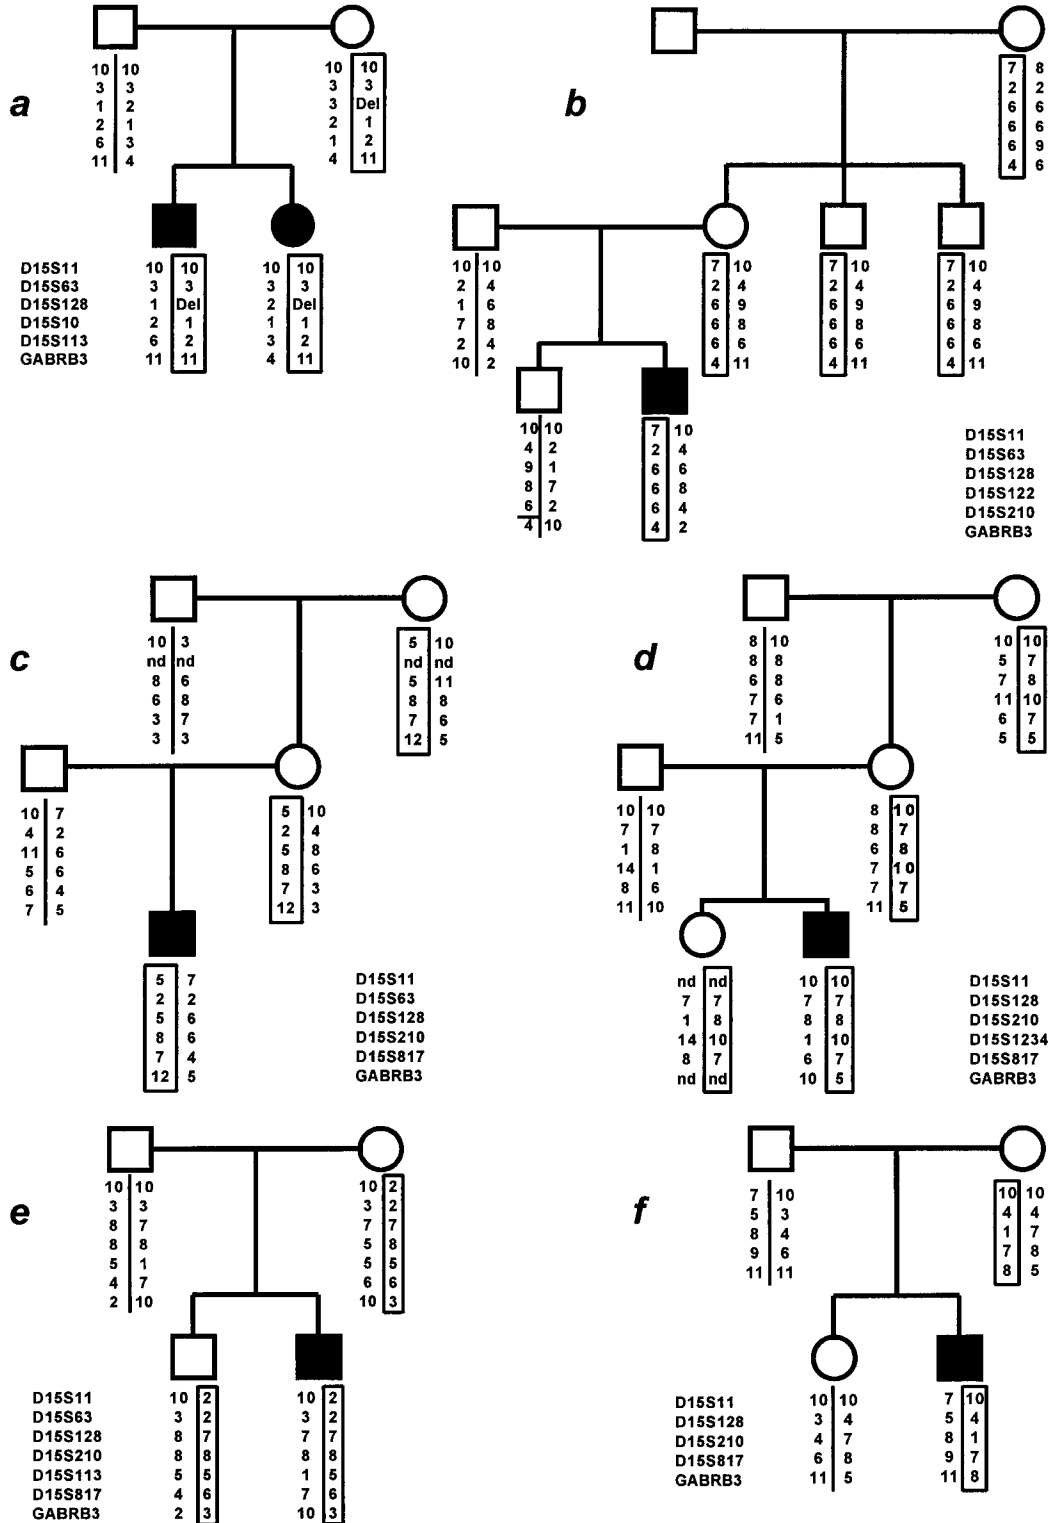 a
10 10 10 10
3 3 3 3
1 2 3 Del
2 1 2 1
6 3 1 2
11 4 4 11
D15S11 10 10 10 10
D15S63 3 3 3 3
D15S128 1 Del 2 Del
D15S10 2 1 1 1
D15S113 6 2 3 2
GABRB3 11 11 4 11
b
7 8
2 2
6 6
6 6
6 9
4 6
10 10 7 10 7 10 7 10
2 4 2 4 2 4 2 4
1 6 6 9 6 9 6 9
7 8 6 8 6 8 6 8
2 4 6 6 6 6 6 6
10 2 4 11 4 11 4 11
10 10 7 10
4 2 2 4
9 1 6 6
8 7 6 8
6 2 6 4
4 10 4 2
D15S11
D15S63
D15S128
D15S122
D15S210
GABRB3
c
10 3 5 10
nd nd nd nd
8 6 5 11
6 8 8 8
3 7 7 6
3 3 12 5
10 7 5 10
4 2 2 4
11 6 5 8
5 6 8 6
6 4 7 3
7 5 12 3
5 7 D15S11
2 2 D15S63
5 6 D15S128
8 6 D15S210
7 4 D15S817
12 5 GABRB3
d
8 10 10 10
8 8 5 7
6 8 7 8
7 6 11 10
7 1 6 7
11 5 5 5
10 10 8 10
7 7 8 7
1 8 6 8
14 1 7 10
8 6 7 7
11 10 11 5
nd nd 10 10 D15S11
7 7 7 7 D15S128
1 8 8 8 D15S210
14 10 1 10 D15S1234
8 7 6 7 D15S817
nd nd 10 5 GABRB3
e
10 10 10 2
3 3 3 2
8 7 7 7
8 8 5 8
5 1 5 5
4 7 6 6
2 10 10 3
D15S11 10 2 10 2
D15S63 3 2 3 2
D15S128 8 7 7 7
D15S210 8 8 8 8
D15S113 5 5 1 5
D15S817 4 6 7 6
GABRB3 2 3 10 3
f
7 10 10 10
5 3 4 4
8 4 1 7
9 6 7 8
11 11 8 5
D15S11 10 10 7 10
D15S128 3 4 5 4
D15S210 4 7 8 1
D15S817 6 8 9 7
GABRB3 11 5 11 8